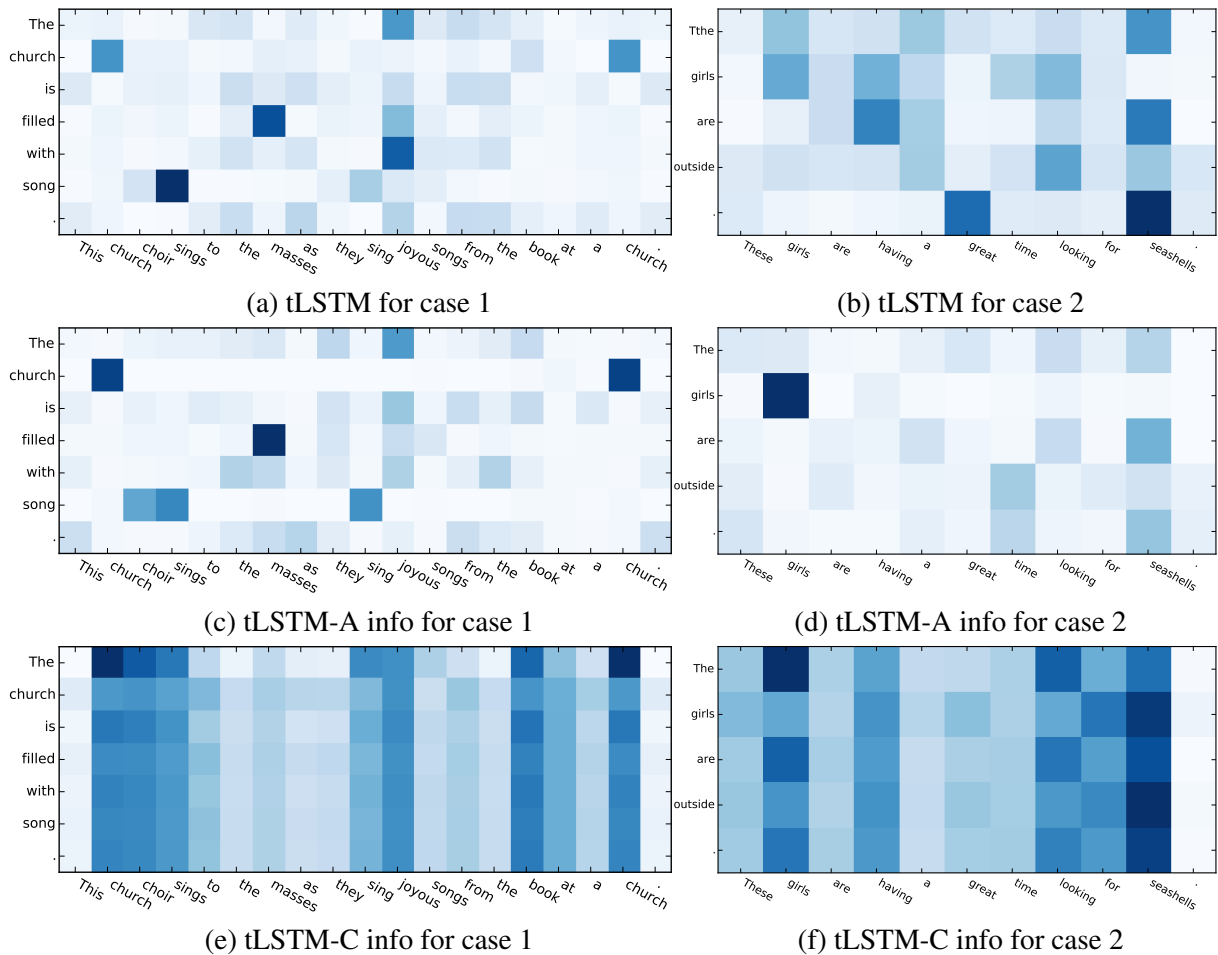 The
church
is
filled
with
song
.
This church choir sings to the masses as they sing joyous songs from the book at a church .
(a) tLSTM for case 1
Tthe
girls
are
outside
.
These girls are having a great time looking for seashells .
(b) tLSTM for case 2
The
church
is
filled
with
song
.
This church choir sings to the masses as they sing joyous songs from the book at a church .
(c) tLSTM-A info for case 1
The
girls
are
outside
.
These girls are having a great time looking for seashells .
(d) tLSTM-A info for case 2
The
church
is
filled
with
song
.
This church choir sings to the masses as they sing joyous songs from the book at a church .
(e) tLSTM-C info for case 1
The
girls
are
outside
.
These girls are having a great time looking for seashells .
(f) tLSTM-C info for case 2